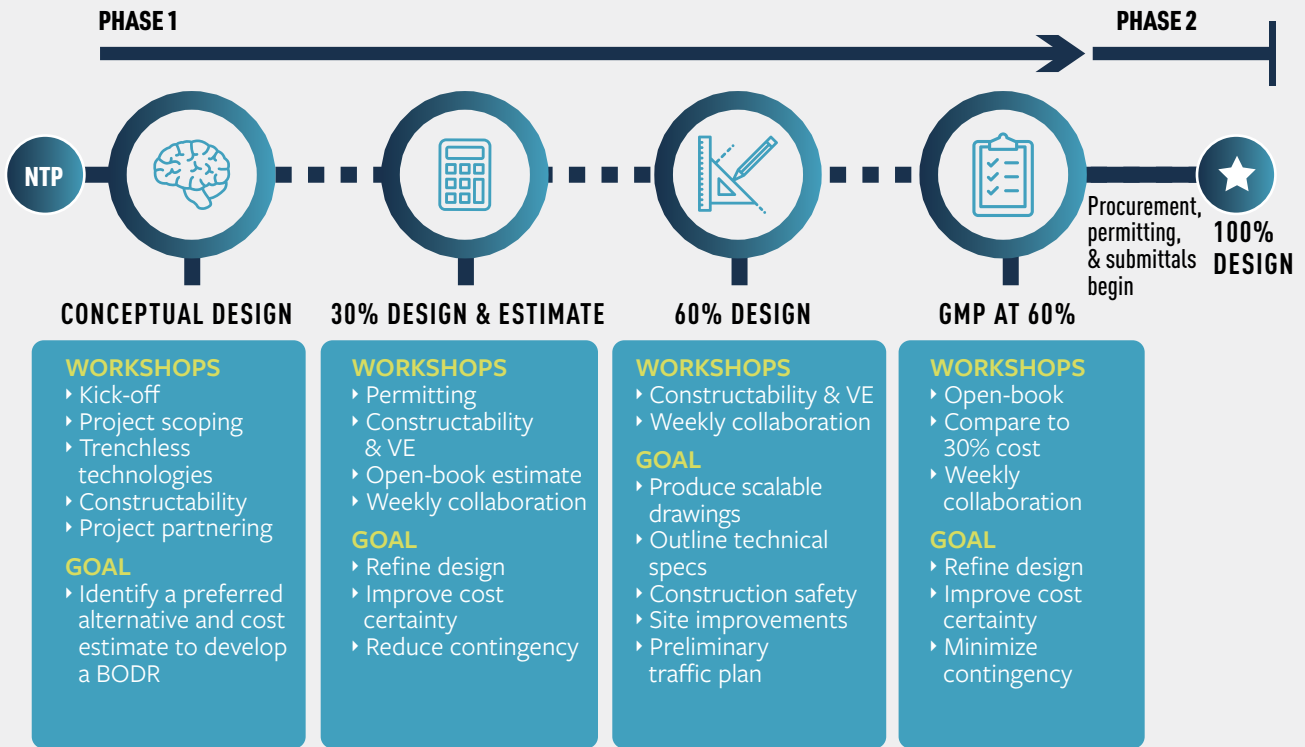 PHASE 1
PHASE 2
NTP
Procurement,
permitting,
& submittals
begin
100%
DESIGN
CONCEPTUAL DESIGN
WORKSHOPS
‣ Kick-off
‣ Project scoping
‣ Trenchless
technologies
‣ Constructability
‣ Project partnering
GOAL
‣ Identify a preferred
alternative and cost
estimate to develop
a BODR
30% DESIGN & ESTIMATE
WORKSHOPS
‣ Permitting
‣ Constructability
& VE
‣ Open-book estimate
‣ Weekly collaboration
GOAL
‣ Refine design
‣ Improve cost
certainty
‣ Reduce contingency
60% DESIGN
WORKSHOPS
‣ Constructability & VE
‣ Weekly collaboration
GOAL
‣ Produce scalable
drawings
‣ Outline technical
specs
‣ Construction safety
‣ Site improvements
‣ Preliminary
traffic plan
GMP AT 60%
WORKSHOPS
‣ Open-book
‣ Compare to
30% cost
‣ Weekly
collaboration
GOAL
‣ Refine design
‣ Improve cost
certainty
‣ Minimize
contingency